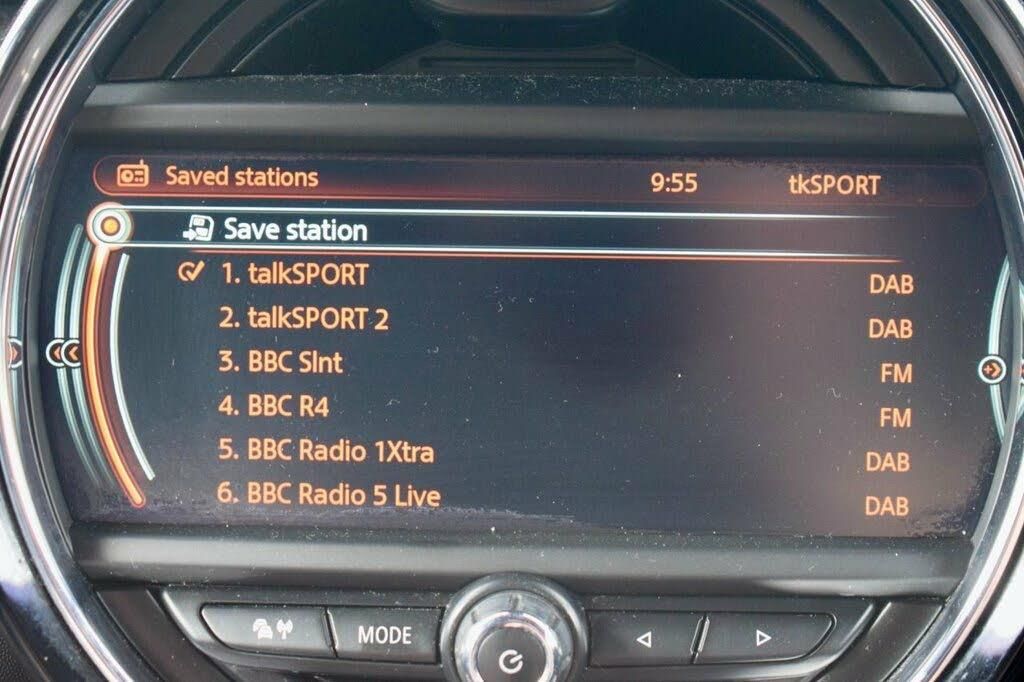 Saved stations 9:55 tkSPORT
Save station
1. talkSPORT DAB
2. talkSPORT 2 DAB
3. BBC Slnt FM
4. BBC R4 FM
5. BBC Radio 1Xtra DAB
6. BBC Radio 5 Live DAB
MODE